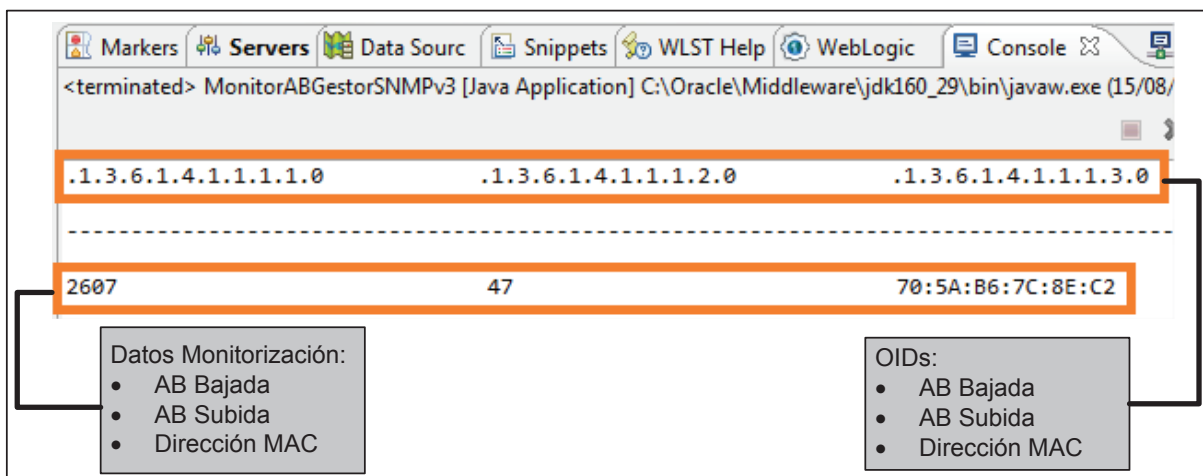 Markers Servers Data Sourc Snippets WLST Help WebLogic Console
<terminated> MonitorABGestorSNMPv3 [Java Application] C:\Oracle\Middleware\jdk160_29\bin\javaw.exe (15/08/
.1.3.6.1.4.1.1.1.1.0 .1.3.6.1.4.1.1.1.2.0 .1.3.6.1.4.1.1.1.3.0
--------------------------------------------------------------------------------------
2607 47 70:5A:B6:7C:8E:C2
Datos Monitorización:
• AB Bajada
• AB Subida
• Dirección MAC
OIDs:
• AB Bajada
• AB Subida
• Dirección MAC